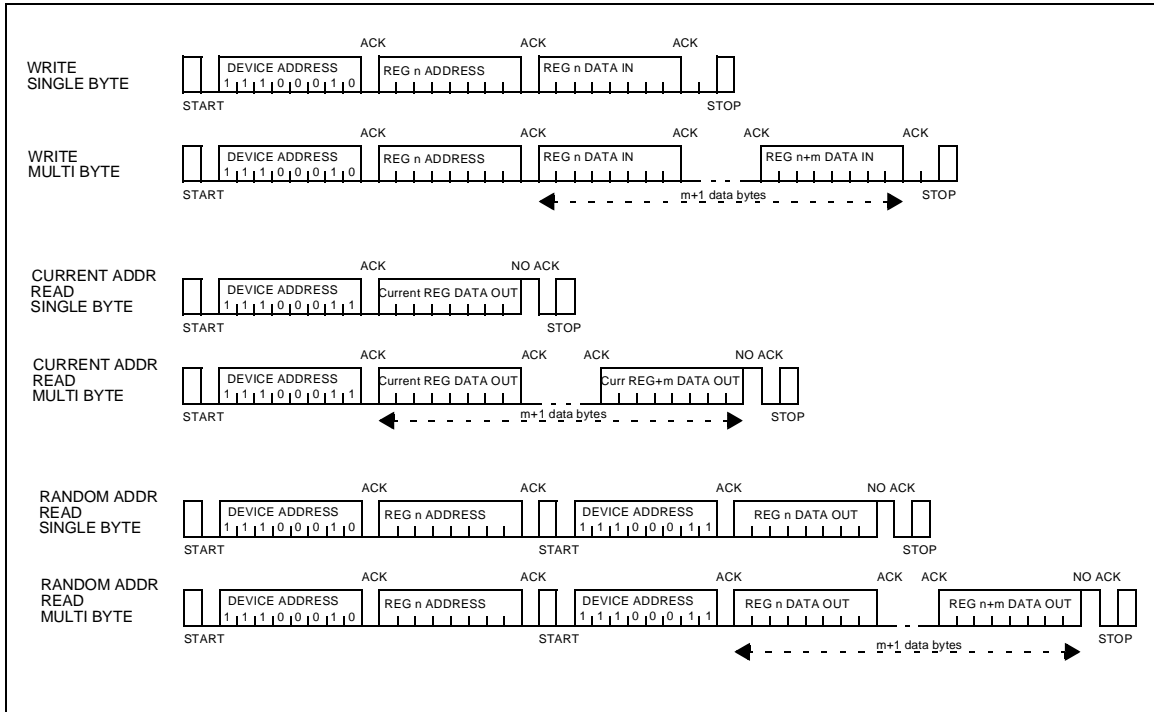 ACK ACK ACK
WRITE
SINGLE BYTE
DEVICE ADDRESS REG n ADDRESS REG n DATA IN
1 1 1 0 0 0 1 0
START STOP
ACK ACK ACK ACK ACK
WRITE
MULTI BYTE
DEVICE ADDRESS REG n ADDRESS REG n DATA IN REG n+m DATA IN
1 1 1 0 0 0 1 0
START m+1 data bytes STOP
ACK NO ACK
CURRENT ADDR
READ
SINGLE BYTE
DEVICE ADDRESS Current REG DATA OUT
1 1 1 0 0 0 1 1
START STOP
ACK ACK ACK NO ACK
CURRENT ADDR
READ
MULTI BYTE
DEVICE ADDRESS Current REG DATA OUT Curr REG+m DATA OUT
1 1 1 0 0 0 1 1
START m+1 data bytes STOP
ACK ACK ACK NO ACK
RANDOM ADDR
READ
SINGLE BYTE
DEVICE ADDRESS REG n ADDRESS DEVICE ADDRESS REG n DATA OUT
1 1 1 0 0 0 1 0 1 1 1 0 0 0 1 1
START START STOP
ACK ACK ACK ACK ACK NO ACK
RANDOM ADDR
READ
MULTI BYTE
DEVICE ADDRESS REG n ADDRESS DEVICE ADDRESS REG n DATA OUT REG n+m DATA OUT
1 1 1 0 0 0 1 0 1 1 1 0 0 0 1 1
START START m+1 data bytes STOP